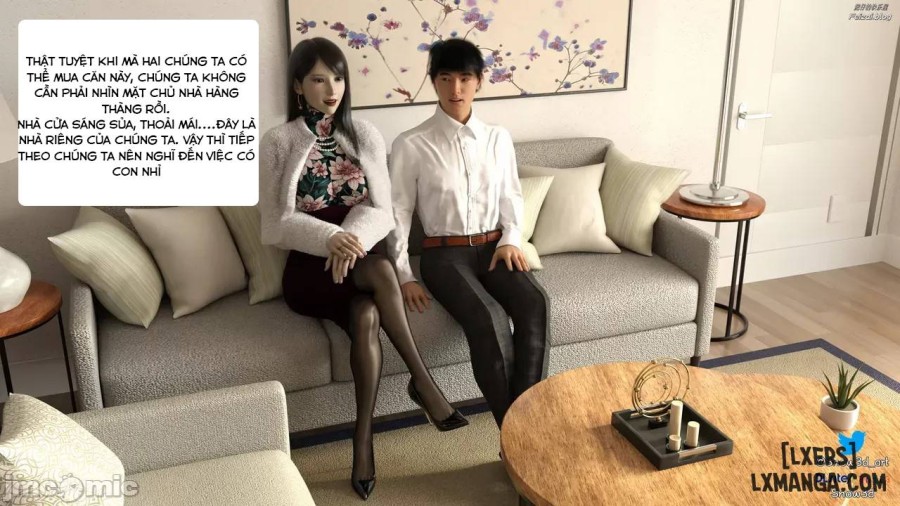 THẬT TUYỆT KHI MÀ HAI CHÚNG TA CÓ
THỂ MUA CĂN NÀY, CHÚNG TA KHÔNG
CẦN PHẢI NHÌN MẶT CHỦ NHÀ HÀNG
THÁNG RỒI.
NHÀ CỬA SÁNG SỦA, THOẢI MÁI....ĐÂY LÀ
NHÀ RIÊNG CỦA CHÚNG TA. VẬY THÌ TIẾP
THEO CHÚNG TA NÊN NGHĨ ĐẾN VIỆC CÓ
CON NHỈ
Feizai.blog
jmcomic
[LXERS]
LXMANGA.COM